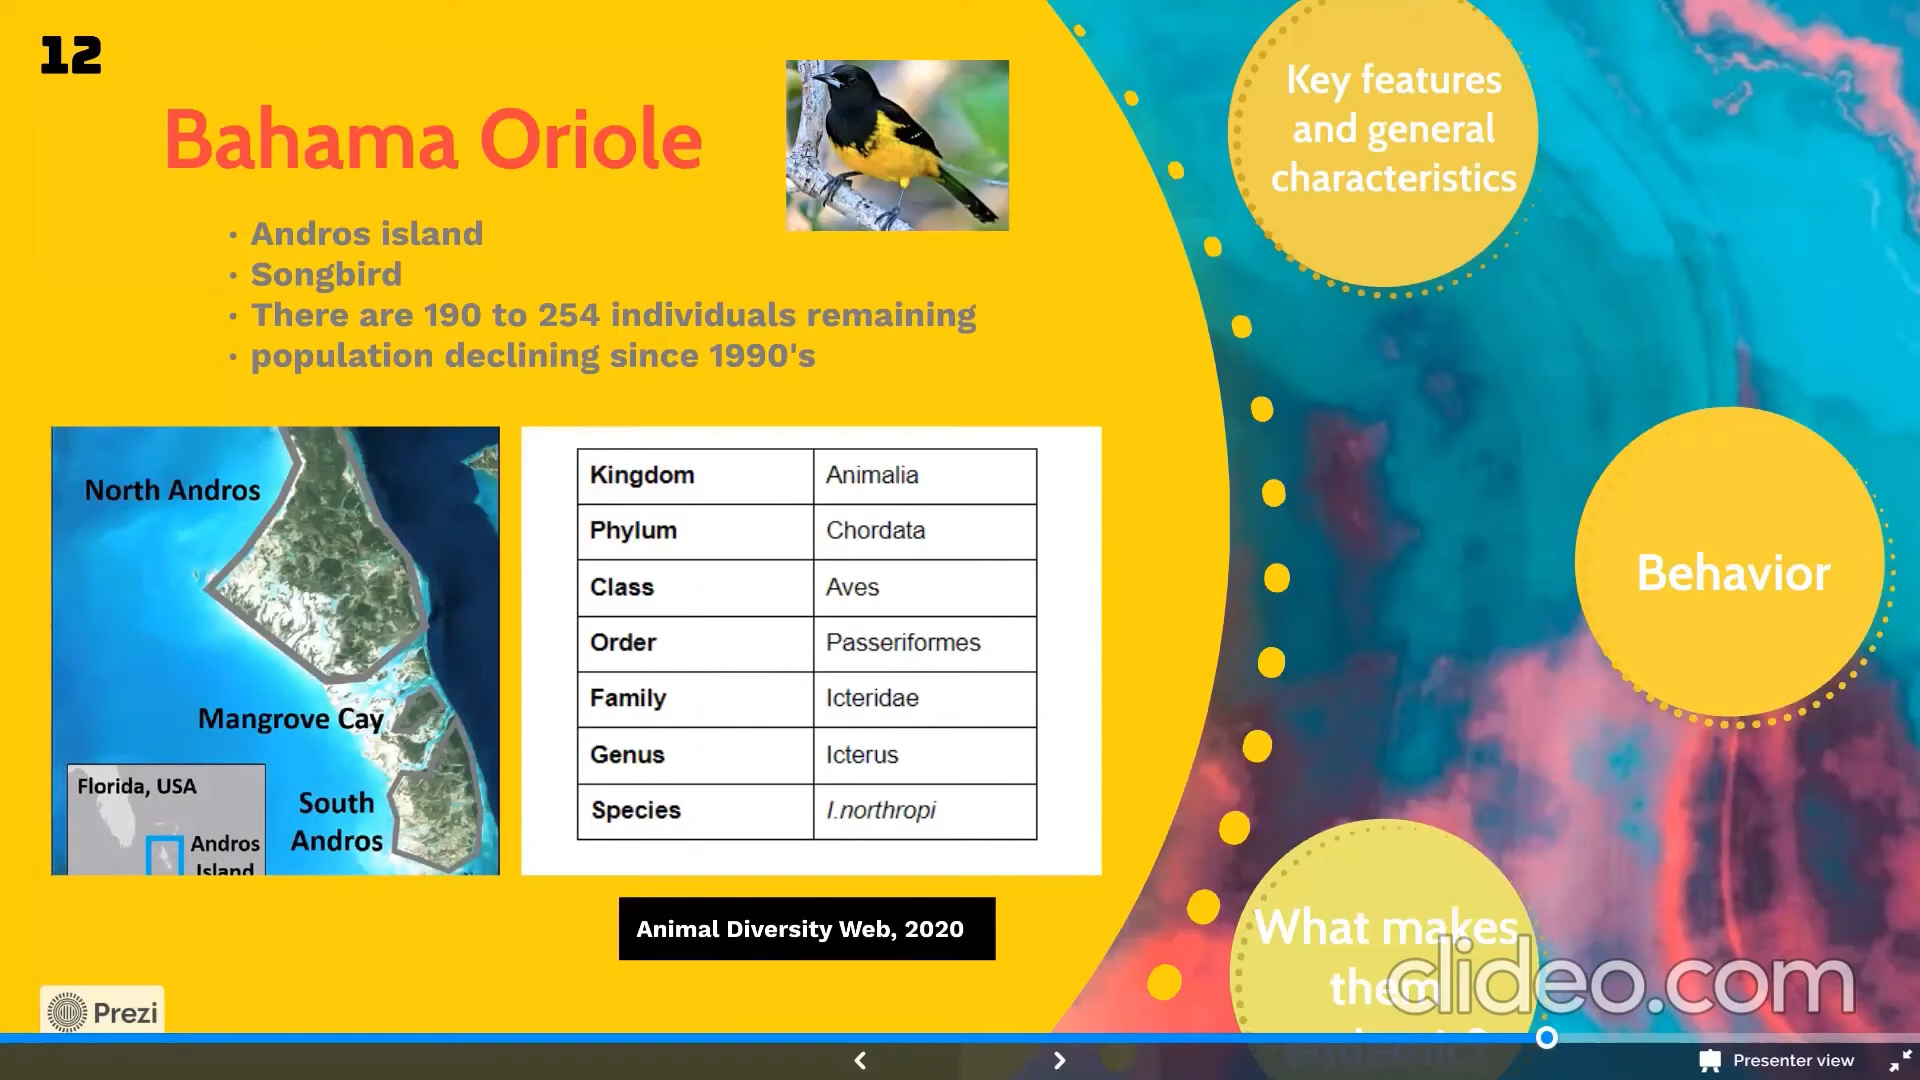 12
Bahama Oriole
• Andros island
• Songbird
• There are 190 to 254 individuals remaining
• population declining since 1990's
North Andros
Mangrove Cay
South
Andros
Florida, USA
Andros
Island
Kingdom Animalia
Phylum Chordata
Class Aves
Order Passeriformes
Family Icteridae
Genus Icterus
Species I.northropi
Animal Diversity Web, 2020
Key features
and general
characteristics
Behavior
What makes
them
clideo.com
Prezi
Presenter view